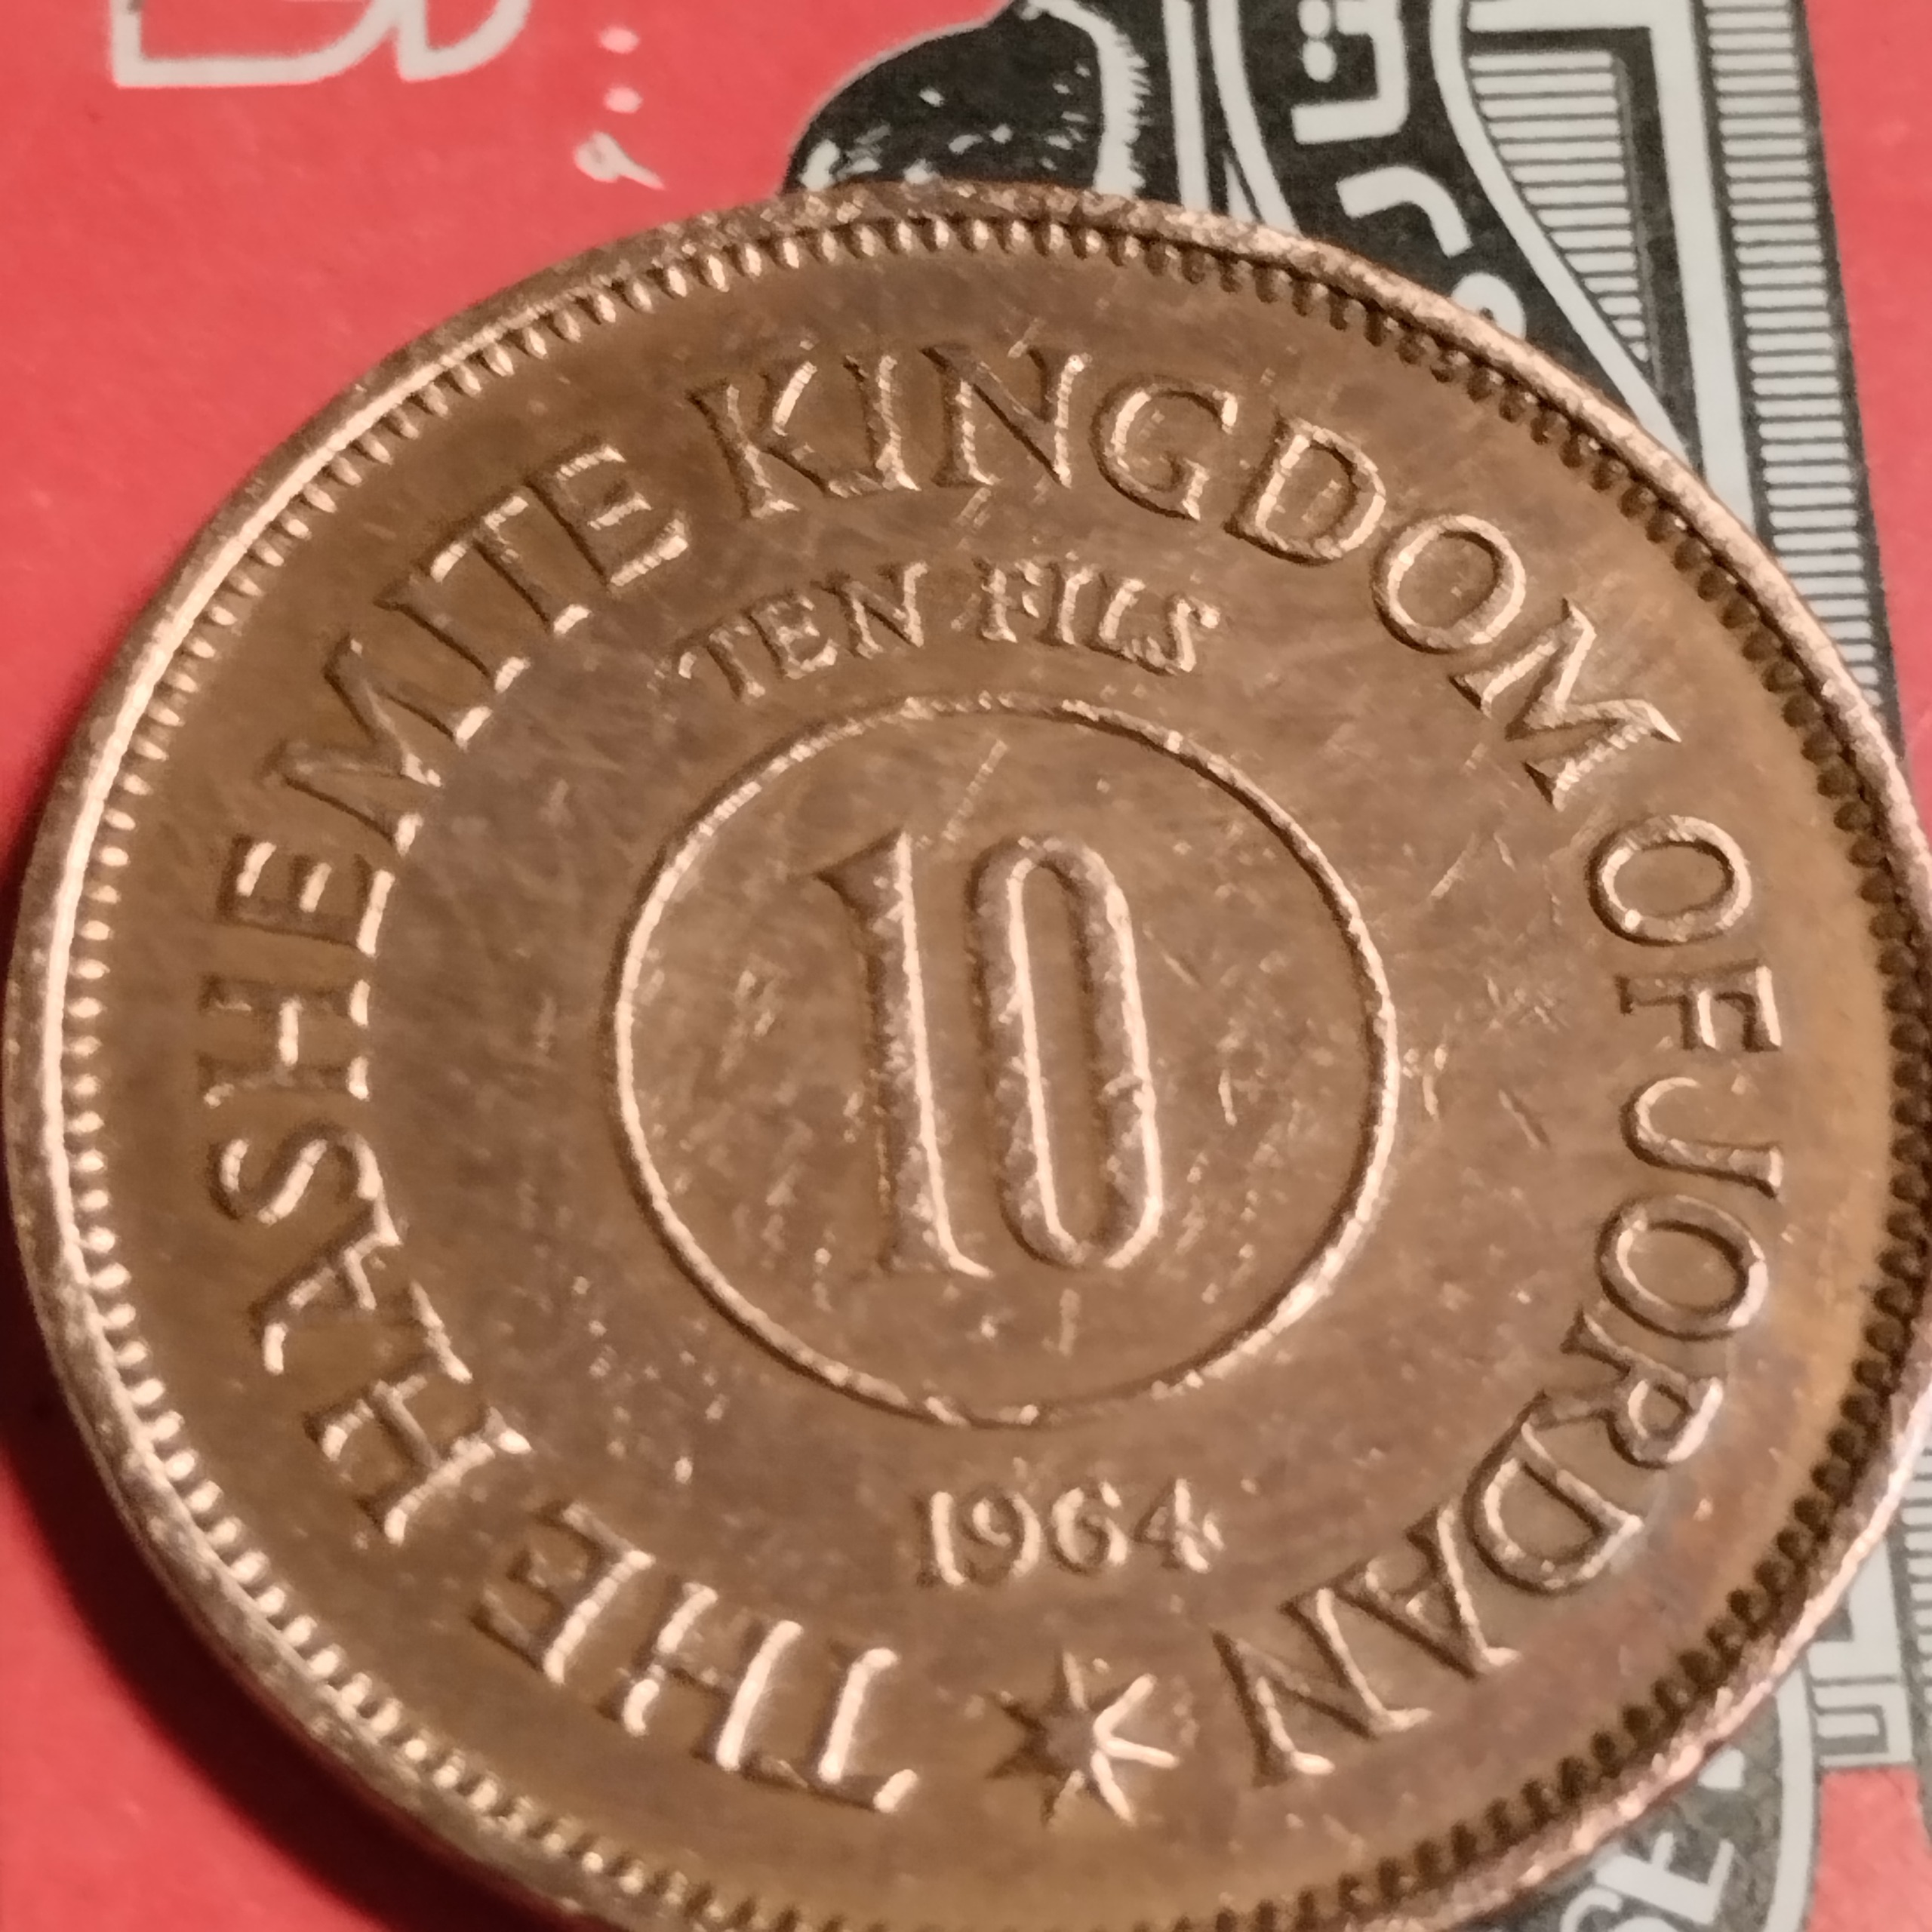 THE HASHEMITE KINGDOM OF JORDAN
TEN FILS
10
1964